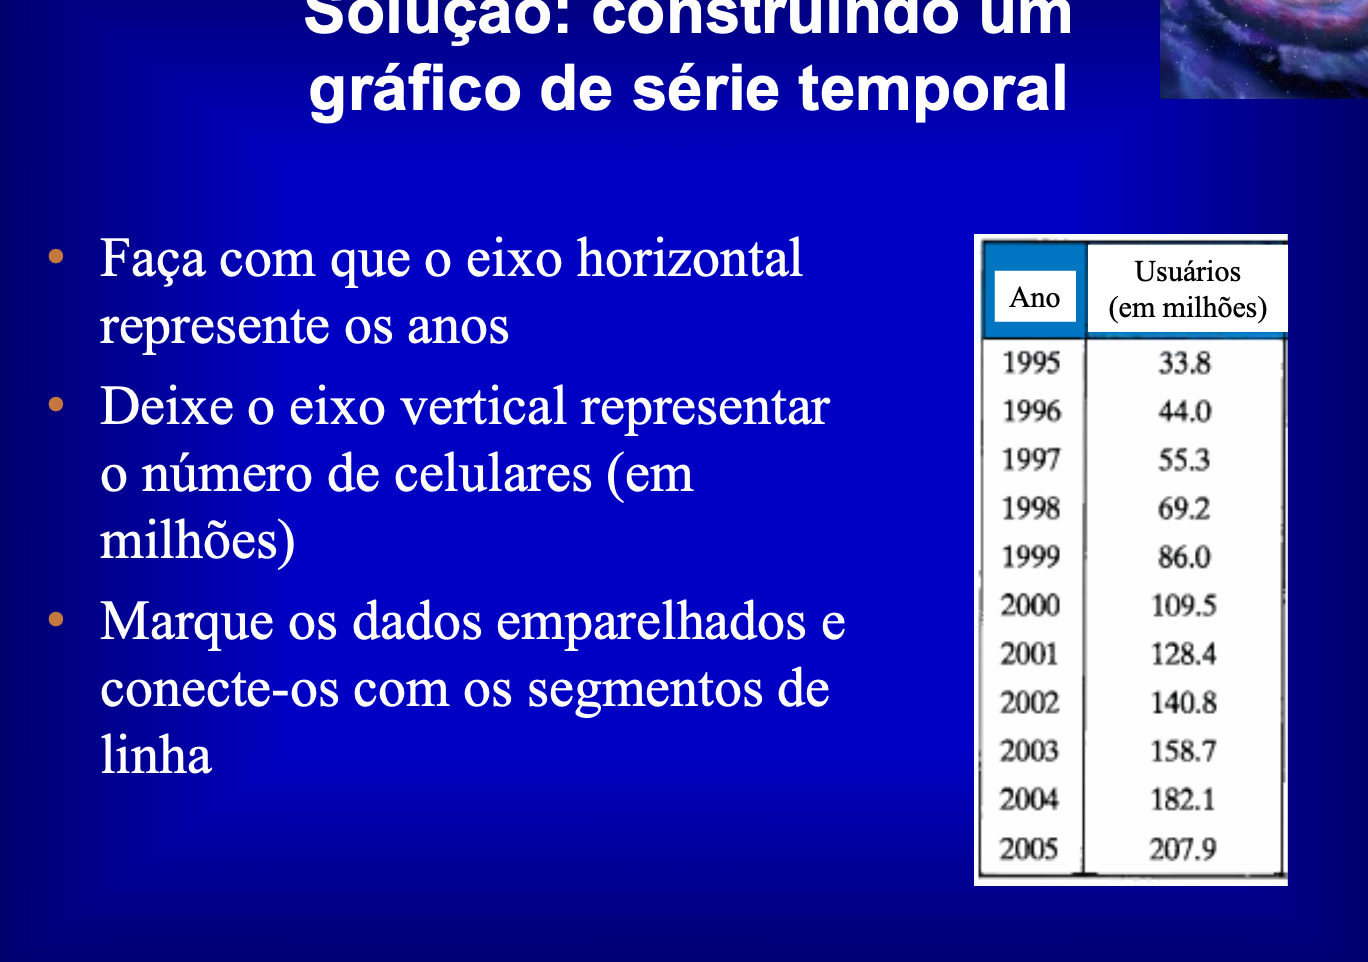 Solução: construindo um
gráfico de série temporal
• Faça com que o eixo horizontal
represente os anos
• Deixe o eixo vertical representar
o número de celulares (em
milhões)
• Marque os dados emparelhados e
conecte-os com os segmentos de
linha
Ano Usuários
(em milhões)
1995 33.8
1996 44.0
1997 55.3
1998 69.2
1999 86.0
2000 109.5
2001 128.4
2002 140.8
2003 158.7
2004 182.1
2005 207.9